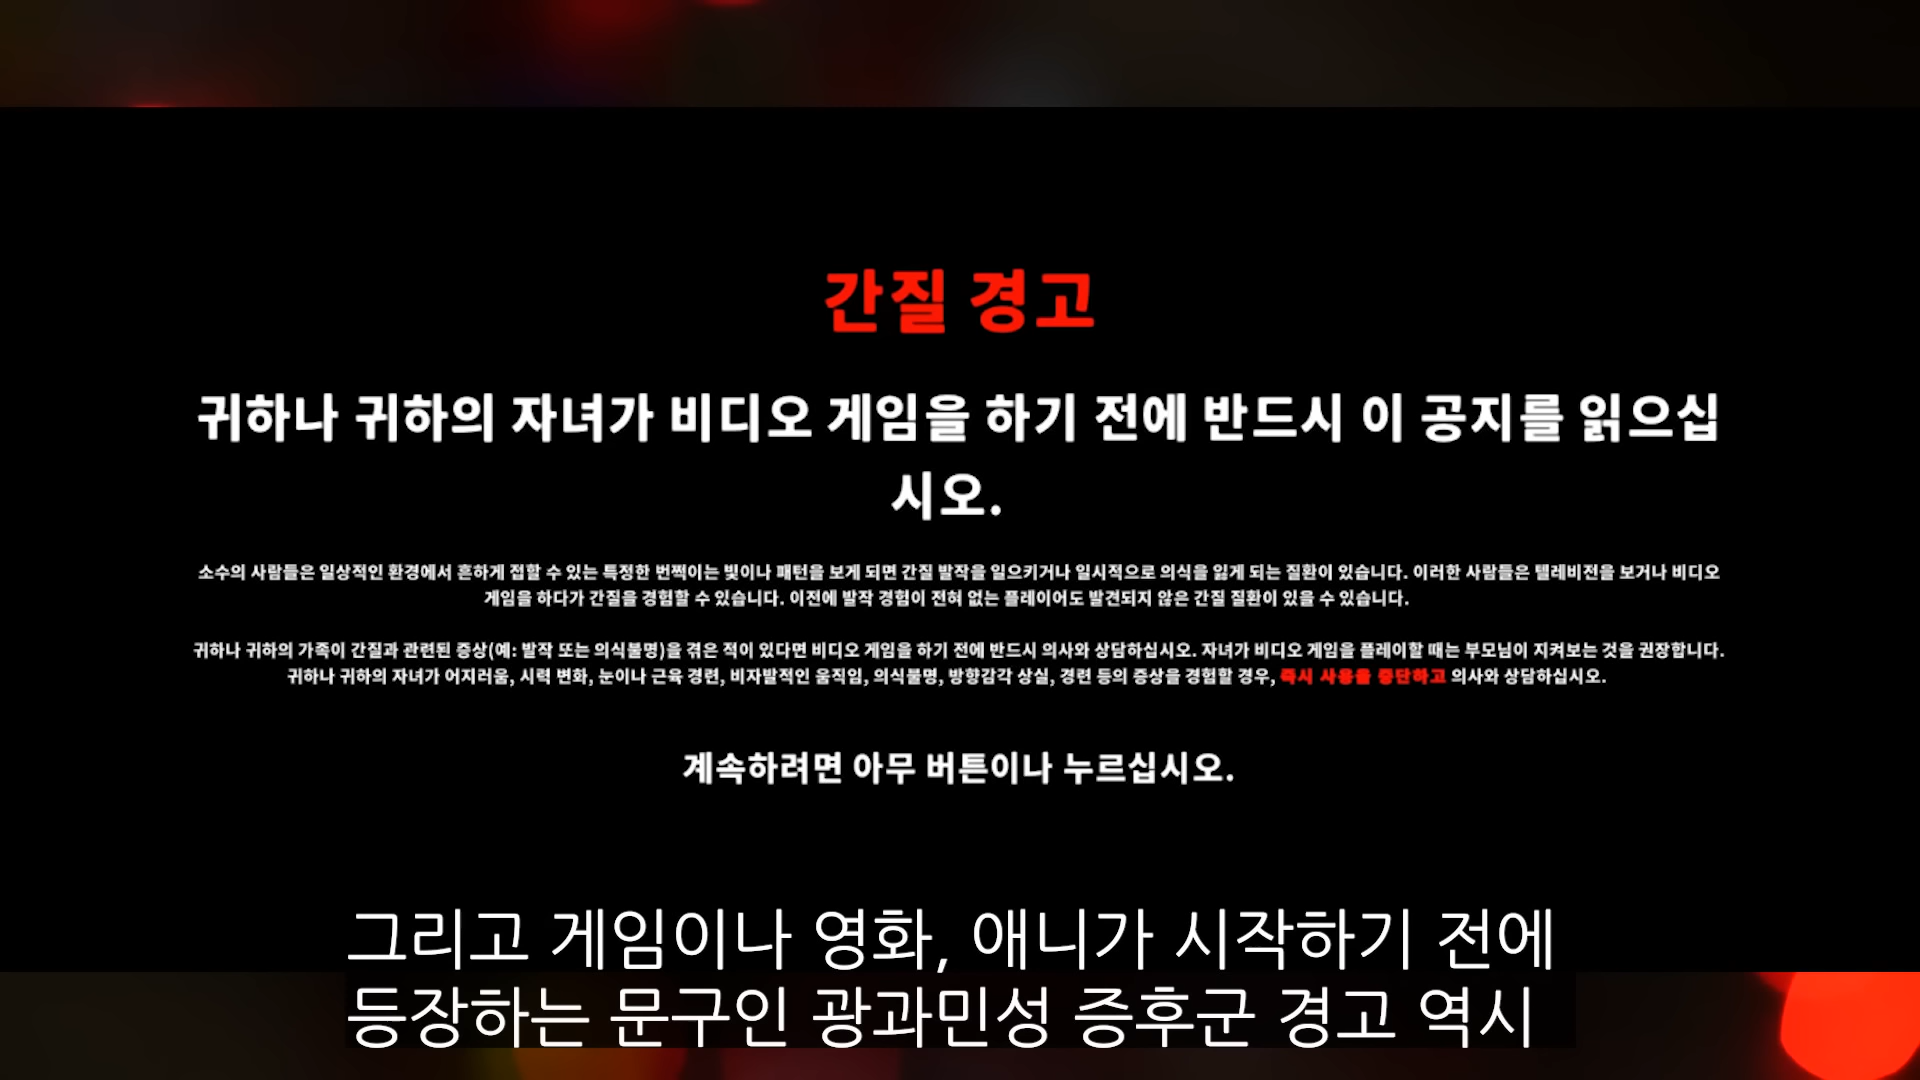 간질 경고
귀하나 귀하의 자녀가 비디오 게임을 하기 전에 반드시 이 공지를 읽으십
시오.
소수의 사람들은 일상적인 환경에서 흔하게 접할 수 있는 특정한 번쩍이는 빛이나 패턴을 보게 되면 간질 발작을 일으키거나 일시적으로 의식을 잃게 되는 질환이 있습니다. 이러한 사람들은 텔레비전을 보거나 비디오
게임을 하다가 간질을 경험할 수 있습니다. 이전에 발작 경험이 전혀 없는 플레이어도 발견되지 않은 간질 질환이 있을 수 있습니다.
귀하나 귀하의 가족이 간질과 관련된 증상(예: 발작 또는 의식불명)을 겪은 적이 있다면 비디오 게임을 하기 전에 반드시 의사와 상담하십시오. 자녀가 비디오 게임을 플레이할 때는 부모님이 지켜보는 것을 권장합니다.
귀하나 귀하의 자녀가 어지러움, 시력 변화, 눈이나 근육 경련, 비자발적인 움직임, 의식불명, 방향감각 상실, 경련 등의 증상을 경험할 경우, 즉시 사용을 중단하고 의사와 상담하십시오.
계속하려면 아무 버튼이나 누르십시오.
그리고 게임이나 영화, 애니가 시작하기 전에
등장하는 문구인 광과민성 증후군 경고 역시